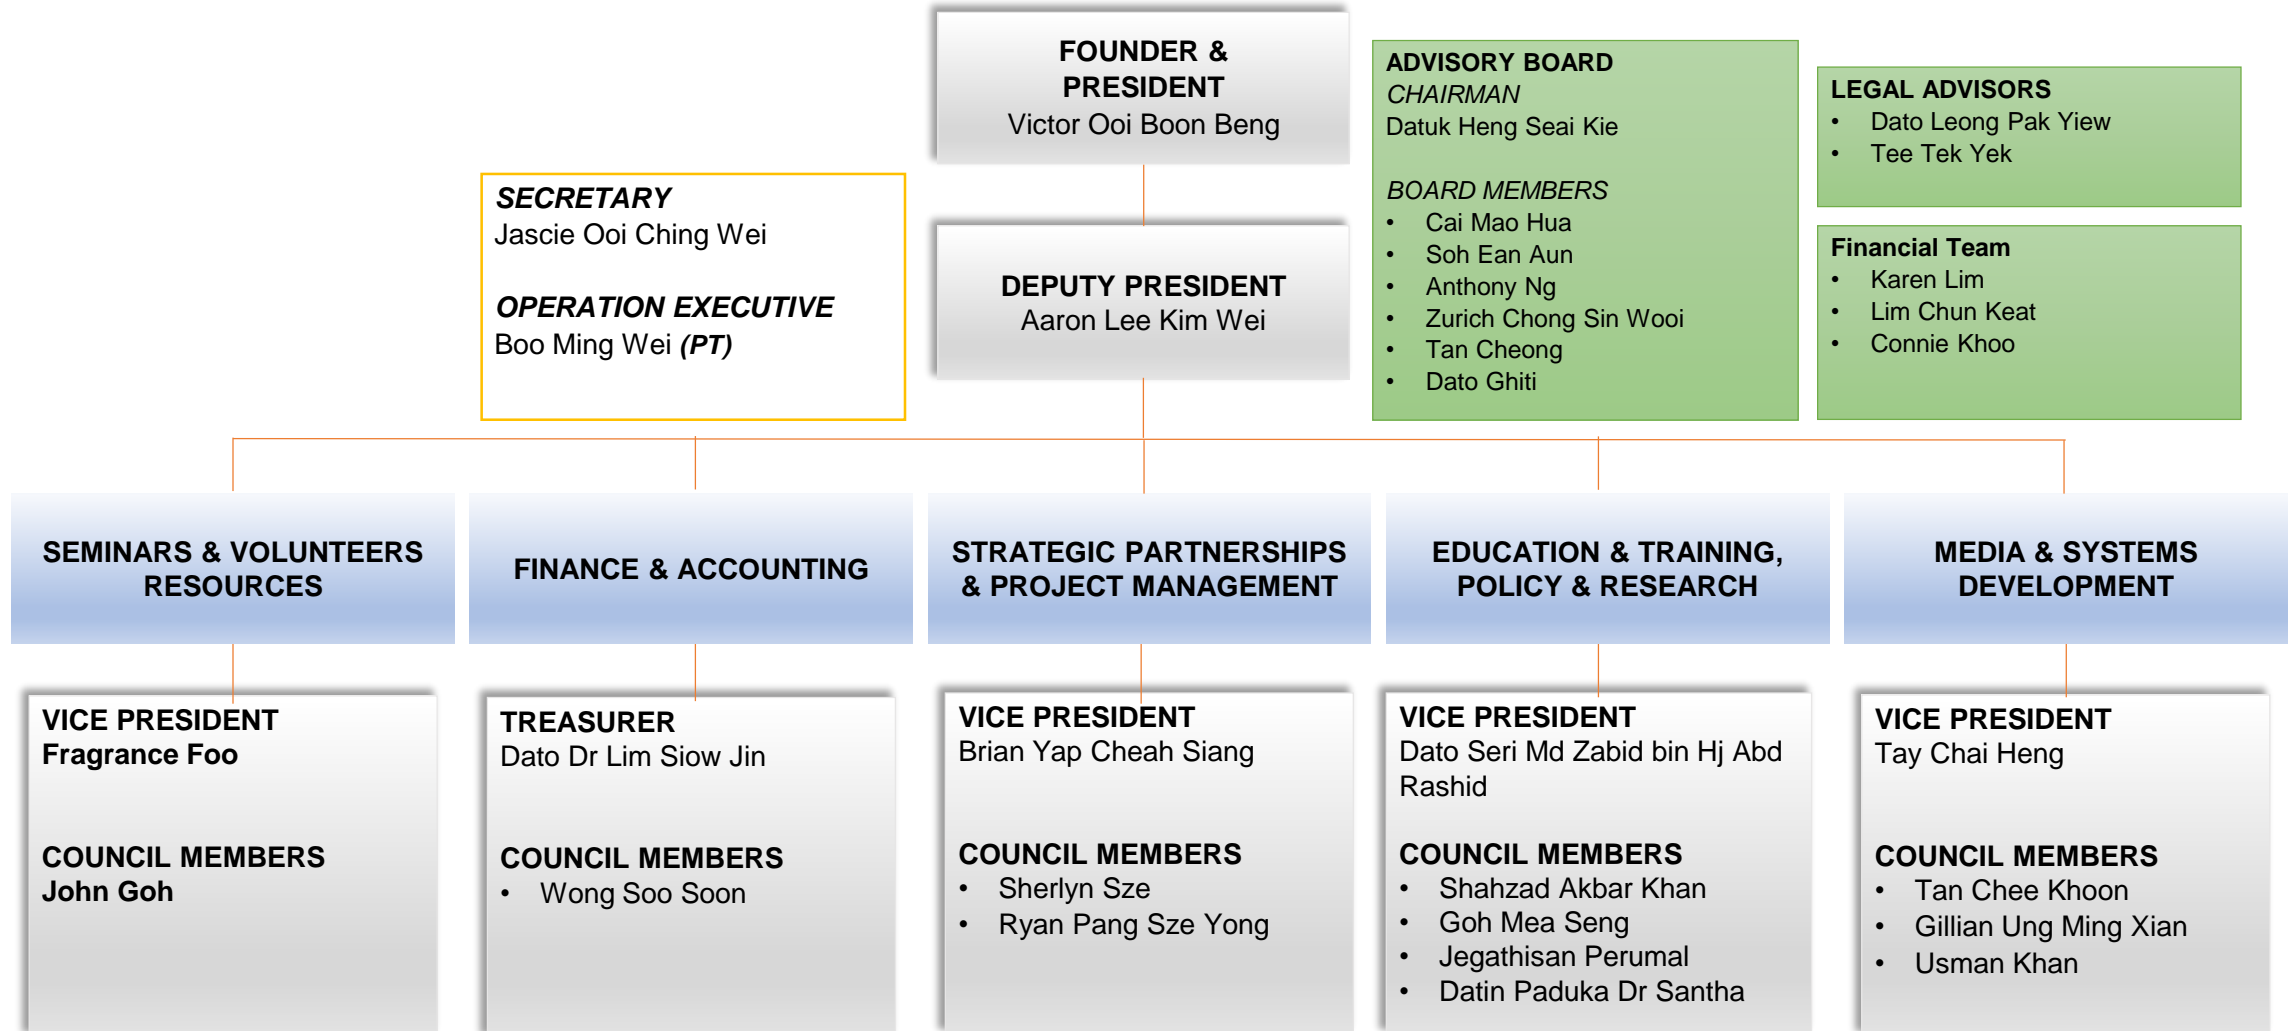 FOUNDER &
PRESIDENT
Victor Ooi Boon Beng
SECRETARY
Jascie Ooi Ching Wei
OPERATION EXECUTIVE
Boo Ming Wei (PT)
DEPUTY PRESIDENT
Aaron Lee Kim Wei
ADVISORY BOARD
CHAIRMAN
Datuk Heng Seai Kie
BOARD MEMBERS
• Cai Mao Hua
• Soh Ean Aun
• Anthony Ng
• Zurich Chong Sin Wooi
• Tan Cheong
• Dato Ghiti
LEGAL ADVISORS
• Dato Leong Pak Yiew
• Tee Tek Yek
Financial Team
• Karen Lim
• Lim Chun Keat
• Connie Khoo
SEMINARS & VOLUNTEERS
RESOURCES
FINANCE & ACCOUNTING
STRATEGIC PARTNERSHIPS
& PROJECT MANAGEMENT
EDUCATION & TRAINING,
POLICY & RESEARCH
MEDIA & SYSTEMS
DEVELOPMENT
VICE PRESIDENT
Fragrance Foo
COUNCIL MEMBERS
John Goh
TREASURER
Dato Dr Lim Siow Jin
COUNCIL MEMBERS
• Wong Soo Soon
VICE PRESIDENT
Brian Yap Cheah Siang
COUNCIL MEMBERS
• Sherlyn Sze
• Ryan Pang Sze Yong
VICE PRESIDENT
Dato Seri Md Zabid bin Hj Abd
Rashid
COUNCIL MEMBERS
• Shahzad Akbar Khan
• Goh Mea Seng
• Jegathisan Perumal
• Datin Paduka Dr Santha
VICE PRESIDENT
Tay Chai Heng
COUNCIL MEMBERS
• Tan Chee Khoon
• Gillian Ung Ming Xian
• Usman Khan